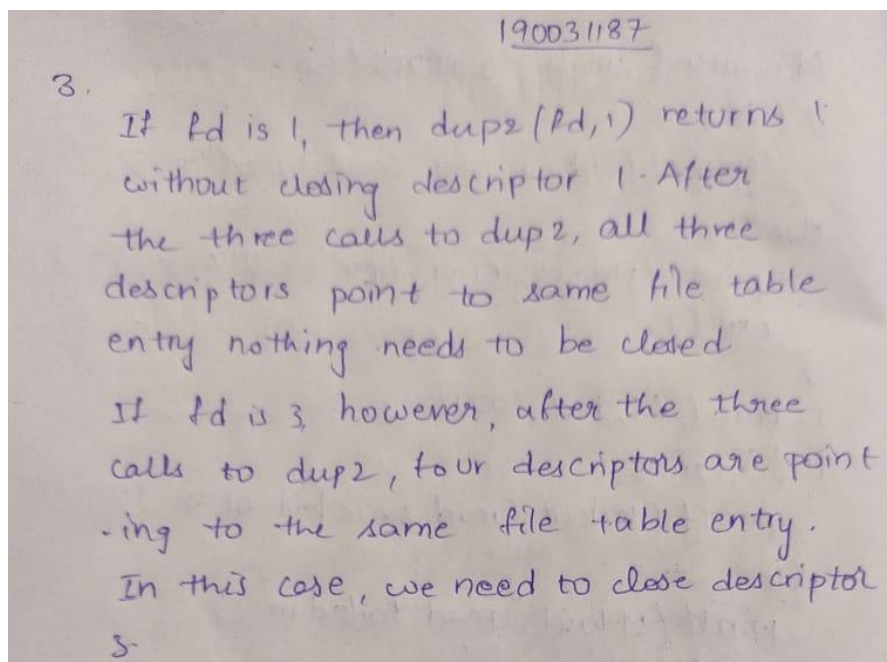 190031187
3.
If fd is 1, then dup2(fd,1) returns 1
without closing descriptor 1. After
the three calls to dup2, all three
descriptors point to same file table
entry nothing needs to be closed
If fd is 3, however, after the three
calls to dup2, four descriptors are point
-ing to the same file table entry.
In this case, we need to close descriptor
3.